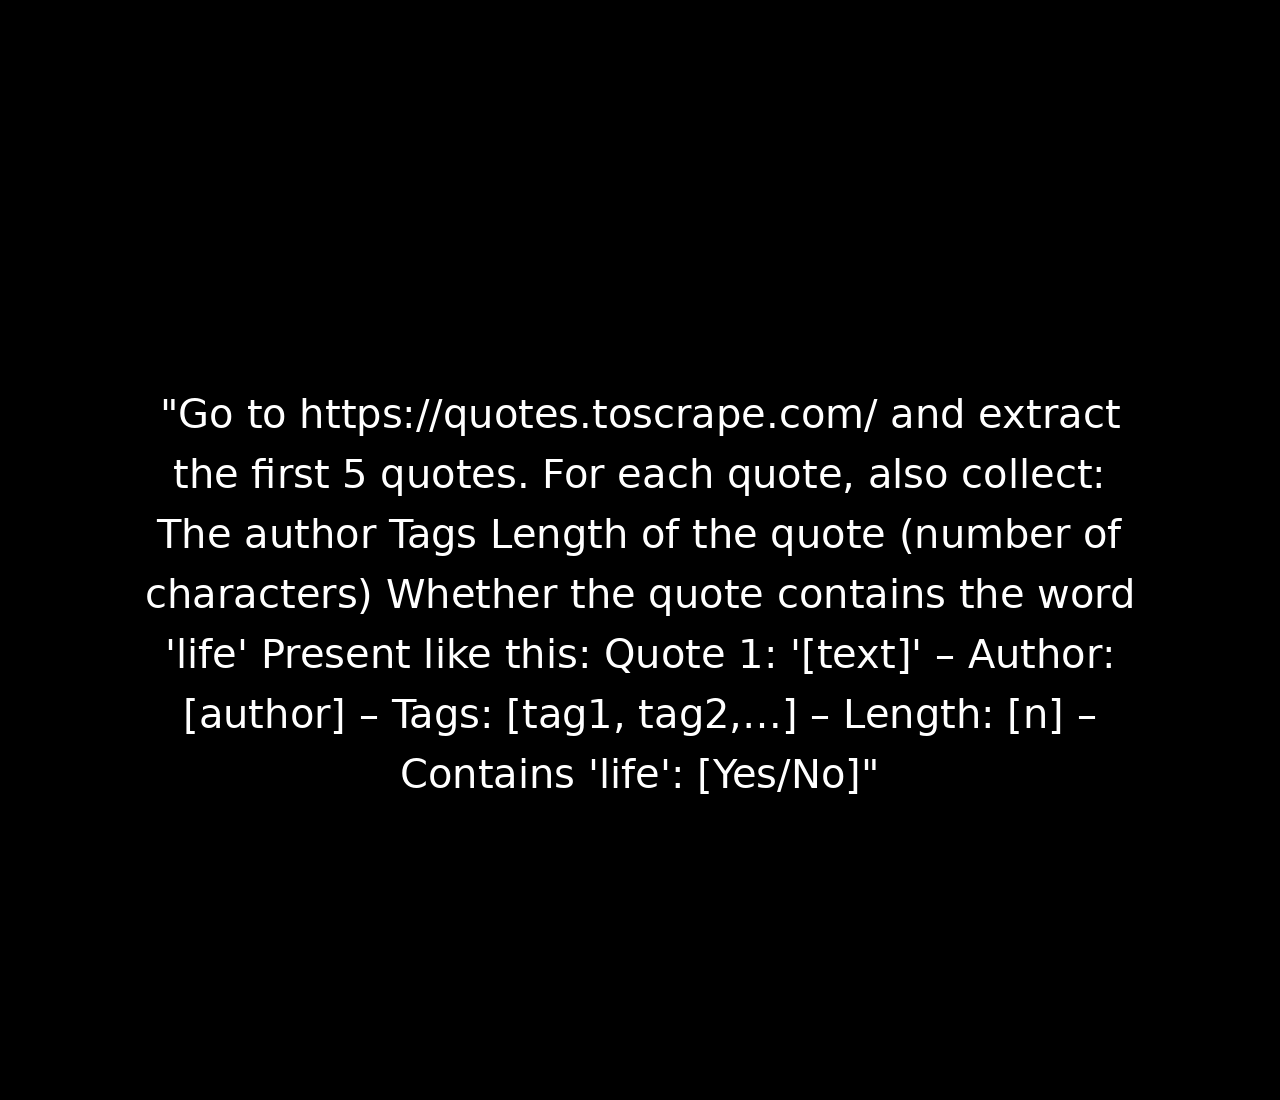 "Go to https://quotes.toscrape.com/ and extract
the first 5 quotes. For each quote, also collect:
The author Tags Length of the quote (number of
characters) Whether the quote contains the word
'life' Present like this: Quote 1: '[text]' – Author:
[author] – Tags: [tag1, tag2,...] – Length: [n] –
Contains 'life': [Yes/No]"